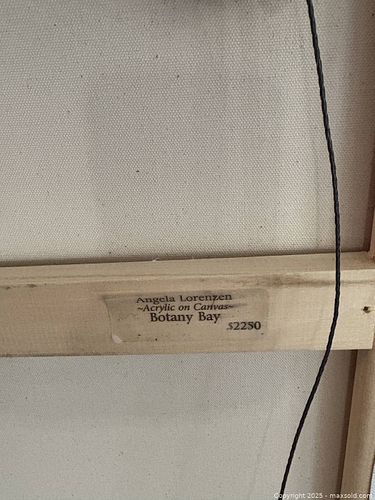 Angela Lorenzen
~Acrylic on Canvas~
Botany Bay
$2250
Copyright 2025 - maxsold.com